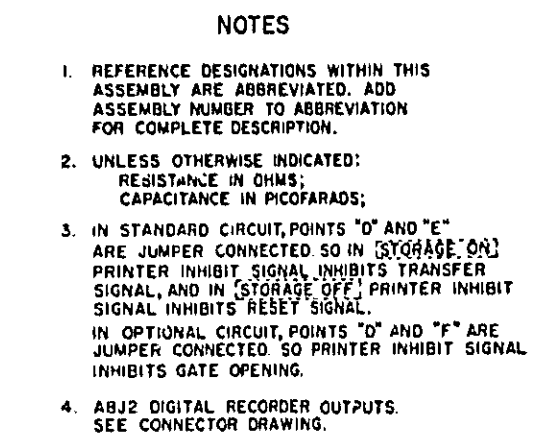 NOTES
1. REFERENCE DESIGNATIONS WITHIN THIS
ASSEMBLY ARE ABBREVIATED. ADD
ASSEMBLY NUMBER TO ABBREVIATION
FOR COMPLETE DESCRIPTION.
2. UNLESS OTHERWISE INDICATED:
RESISTANCE IN OHMS;
CAPACITANCE IN PICOFARADS;
3. IN STANDARD CIRCUIT, POINTS "D" AND "E"
ARE JUMPER CONNECTED. SO IN [STORAGE ON]
PRINTER INHIBIT SIGNAL INHIBITS TRANSFER
SIGNAL, AND IN [STORAGE OFF] PRINTER INHIBIT
SIGNAL INHIBITS RESET SIGNAL.
IN OPTIONAL CIRCUIT, POINTS "D" AND "F" ARE
JUMPER CONNECTED. SO PRINTER INHIBIT SIGNAL
INHIBITS GATE OPENING.
4. A8J2 DIGITAL RECORDER OUTPUTS.
SEE CONNECTOR DRAWING.